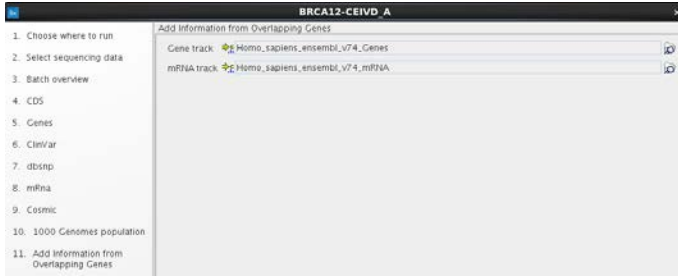 BRCA12-CEIVD_A
1. Choose where to run
2. Select sequencing data
3. Batch overview
4. CDS
5. Genes
6. ClinVar
7. dbsnp
8. mRna
9. Cosmic
10. 1000 Genomes population
11. Add Information from
Overlapping Genes
Add Information from Overlapping Genes
Gene track Homo_sapiens_ensembl_v74_Genes
mRNA track Homo_sapiens_ensembl_v74_mRNA